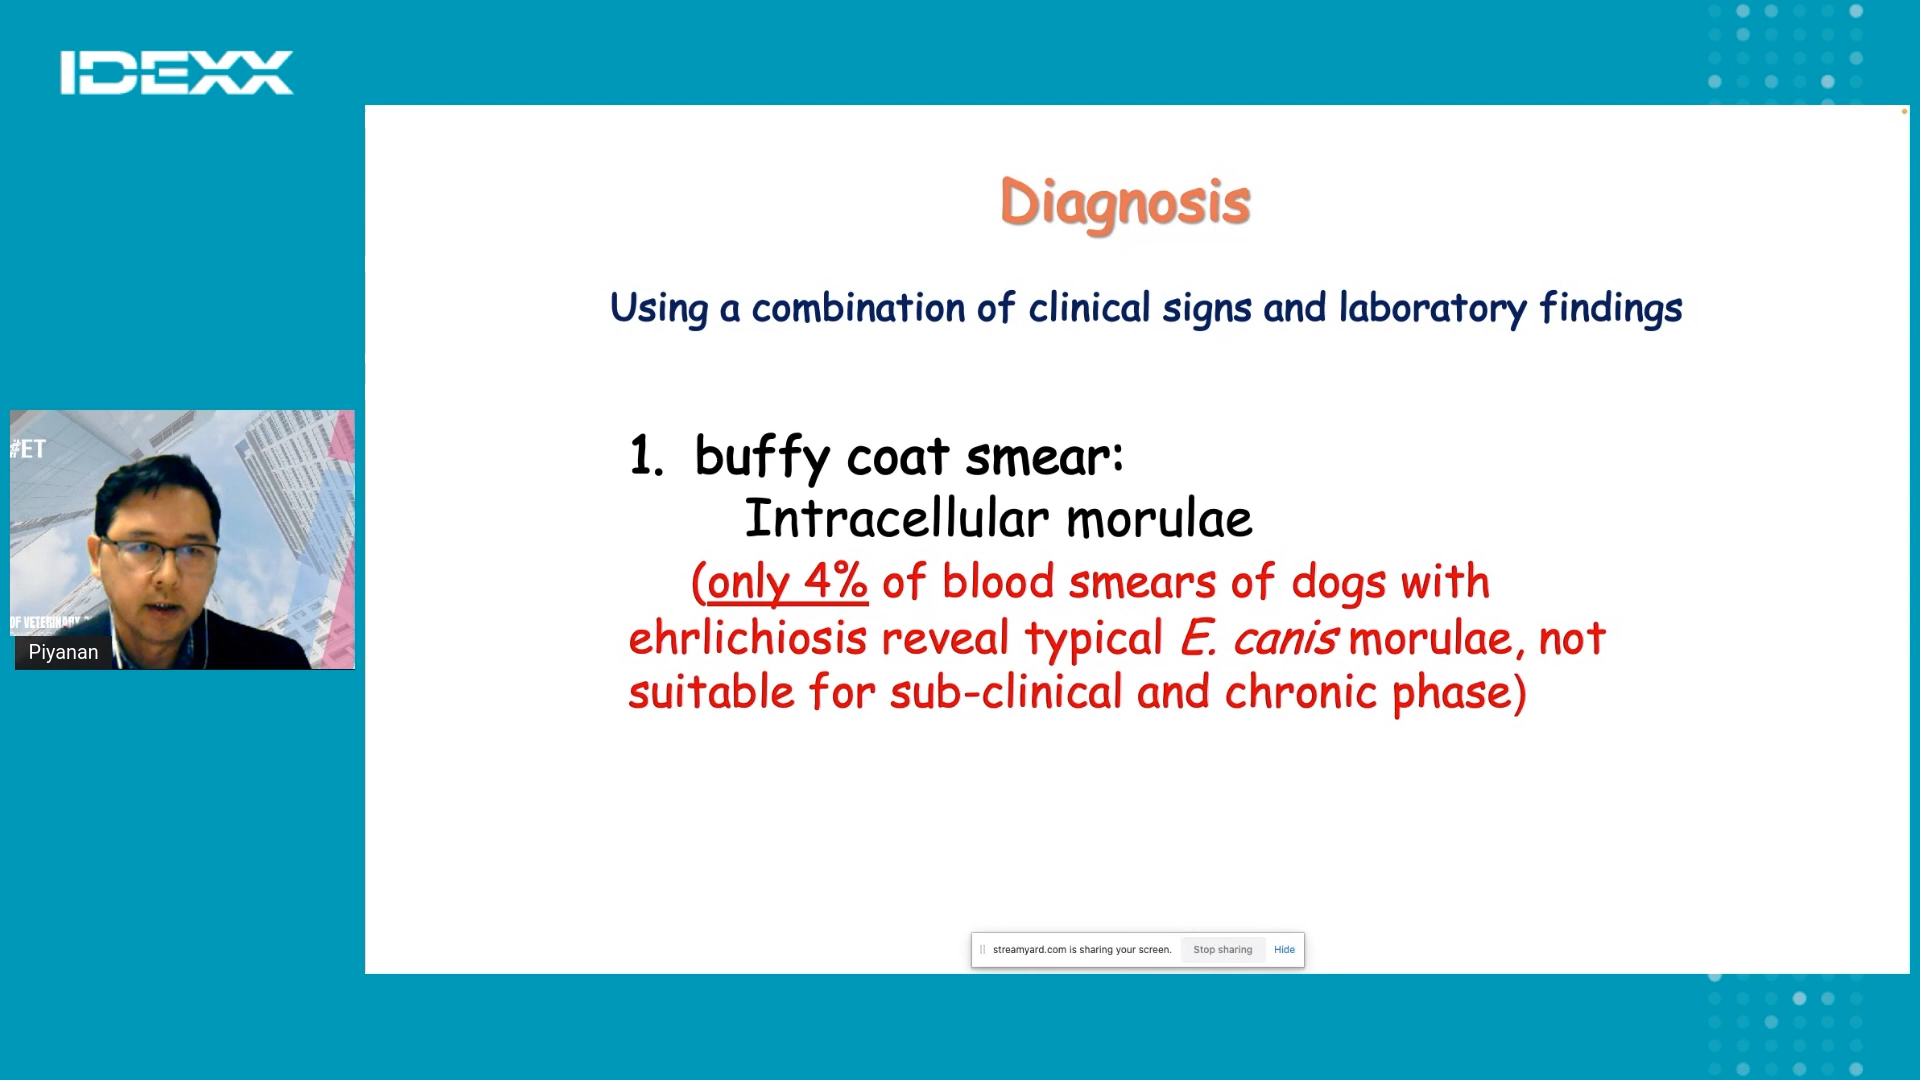 IDEXX
Diagnosis
Using a combination of clinical signs and laboratory findings
1. buffy coat smear:
Intracellular morulae
(only 4% of blood smears of dogs with
ehrlichiosis reveal typical E. canis morulae, not
suitable for sub-clinical and chronic phase)
#ET
OF VETERINARY
Piyanan
streamyard.com is sharing your screen. Stop sharing Hide